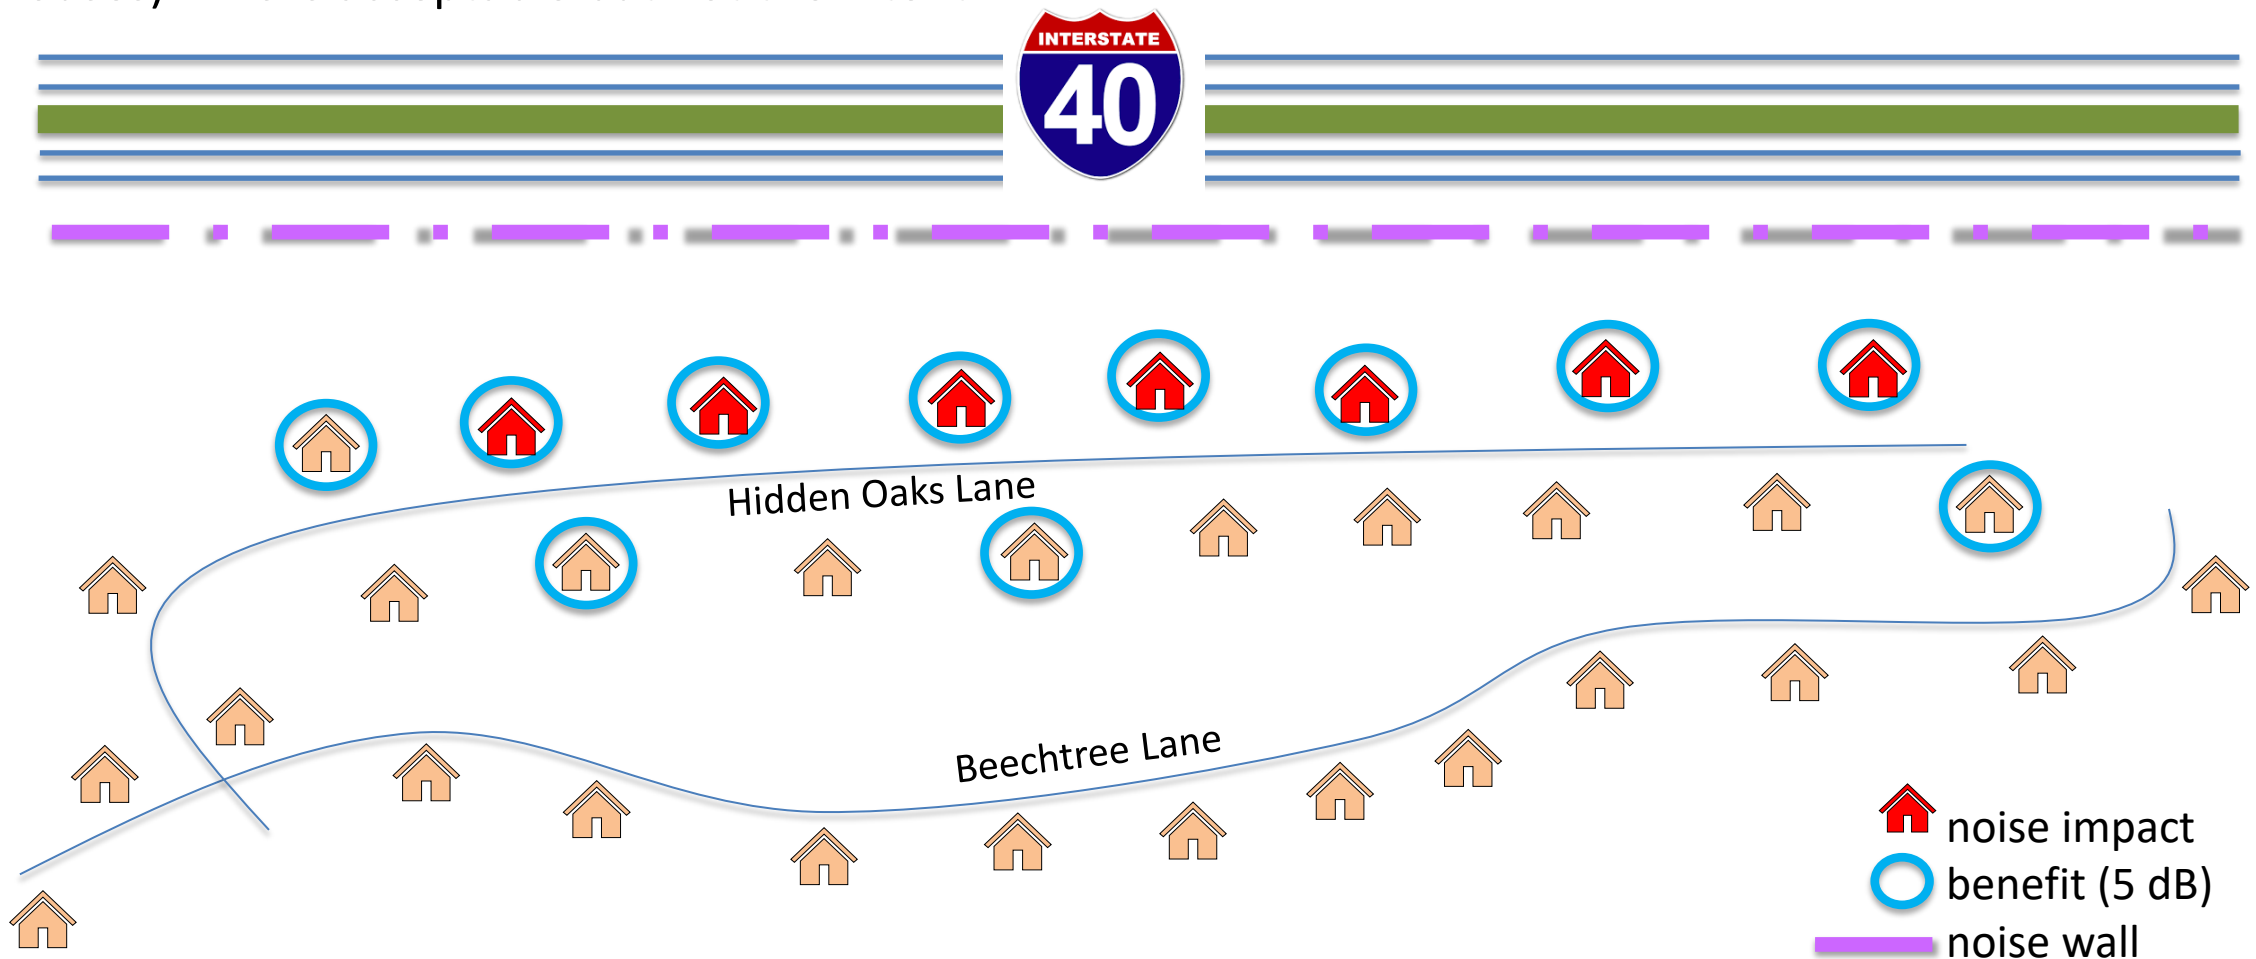 INTERSTATE
40
Hidden Oaks Lane
Beechtree Lane
noise impact
benefit (5 dB)
noise wall